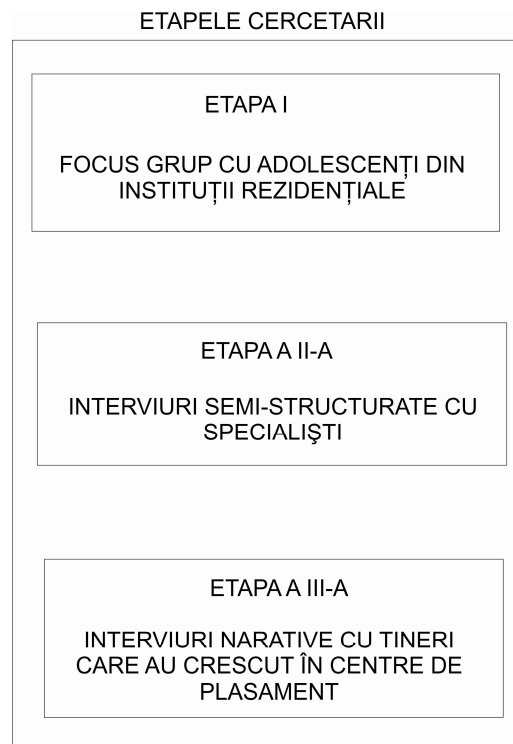 ETAPELE CERCETARII
ETAPA I
FOCUS GRUP CU ADOLESCENȚI DIN
INSTITUȚII REZIDENȚIALE
ETAPA A II-A
INTERVIURI SEMI-STRUCTURATE CU
SPECIALIŞTI
ETAPA A III-A
INTERVIURI NARATIVE CU TINERI
CARE AU CRESCUT ÎN CENTRE DE
PLASAMENT